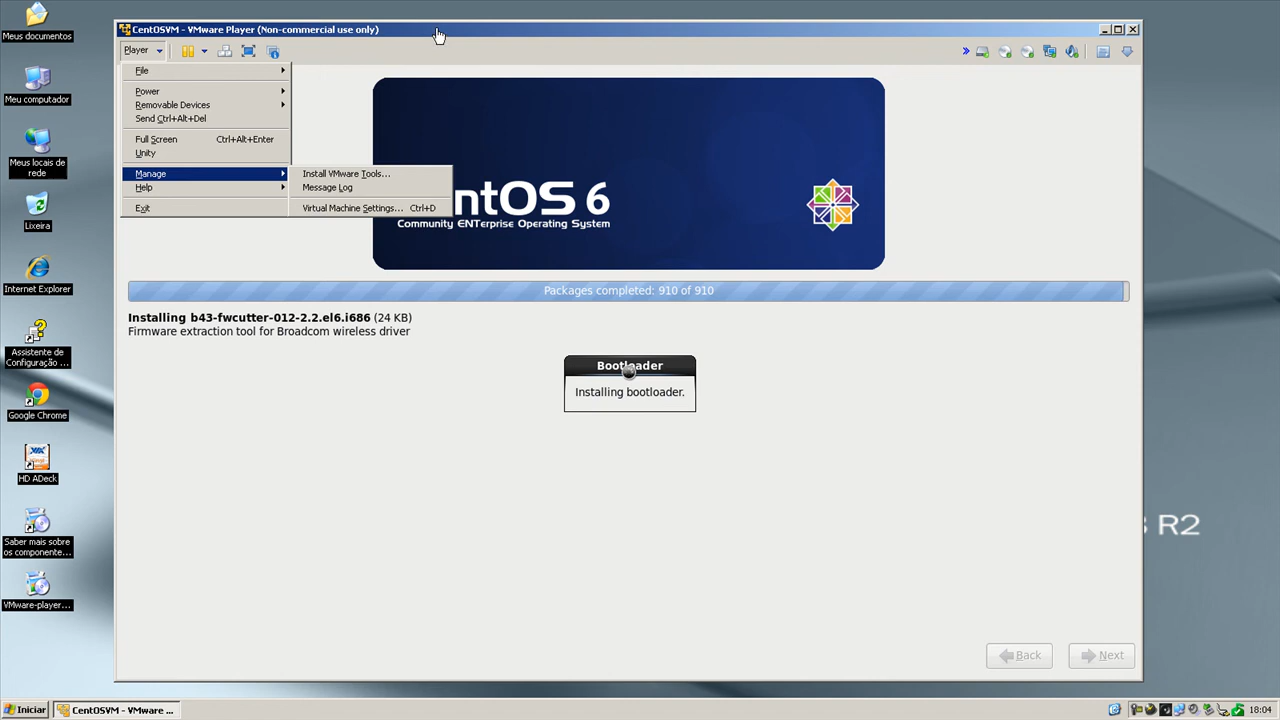 Meus documentos
Meu computador
Meus locais de
rede
Lixeira
Internet Explorer
Assistente de
Configuração ...
Google Chrome
HD ADeck
Saber mais sobre
os componente...
VMware-player...
CentOSVM - VMware Player (Non-commercial use only)
Player
File
Power
Removable Devices
Send Ctrl+Alt+Del
Full Screen Ctrl+Alt+Enter
Unity
Manage
Help
Exit
Install VMware Tools...
Message Log
Virtual Machine Settings... Ctrl+D
ntOS 6
Community ENTerprise Operating System
Packages completed: 910 of 910
Installing b43-fwcutter-012-2.2.el6.i686 (24 KB)
Firmware extraction tool for Broadcom wireless driver
Bootloader
Installing bootloader.
Back
Next
R2
Iniciar
CentOSVM - VMware ...
18:04